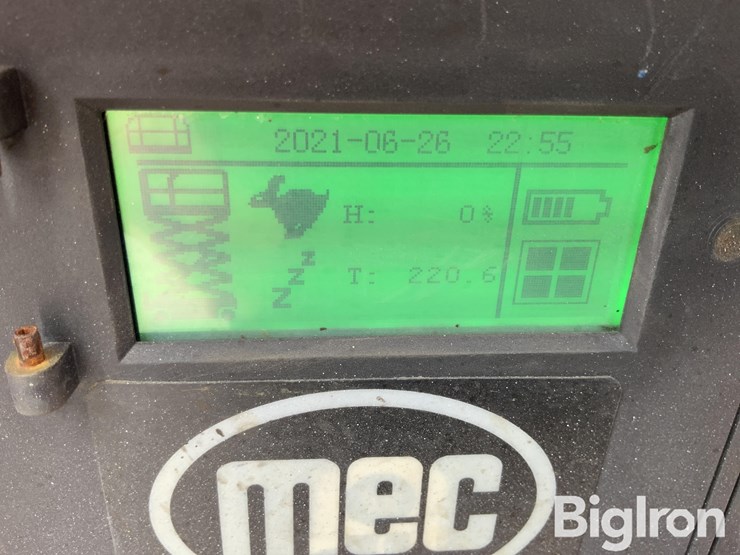 2021-06-26 22:55
H: 0%
T: 220.6
z z z
mec
BigIron